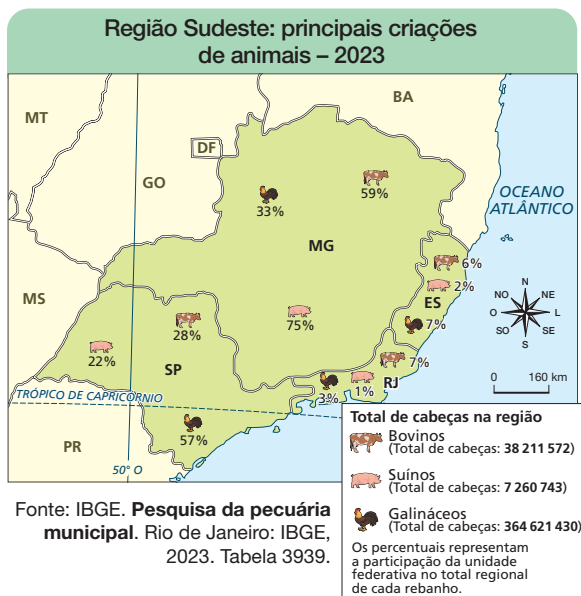 Região Sudeste: principais criações
de animais – 2023
BA
MT
DF
GO
OCEANO
ATLÂNTICO
59%
33%
MG
MS
6%
2%
ES
7%
N
NO NE
O L
SO SE
S
75%
28%
22%
SP
7%
RJ
1%
3%
0 160 km
TRÓPICO DE CAPRICÓRNIO
57%
PR
50° O
Total de cabeças na região
Bovinos
(Total de cabeças: 38 211 572)
Suínos
(Total de cabeças: 7 260 743)
Galináceos
(Total de cabeças: 364 621 430)
Os percentuais representam
a participação da unidade
federativa no total regional
de cada rebanho.
Fonte: IBGE. Pesquisa da pecuária
municipal. Rio de Janeiro: IBGE,
2023. Tabela 3939.